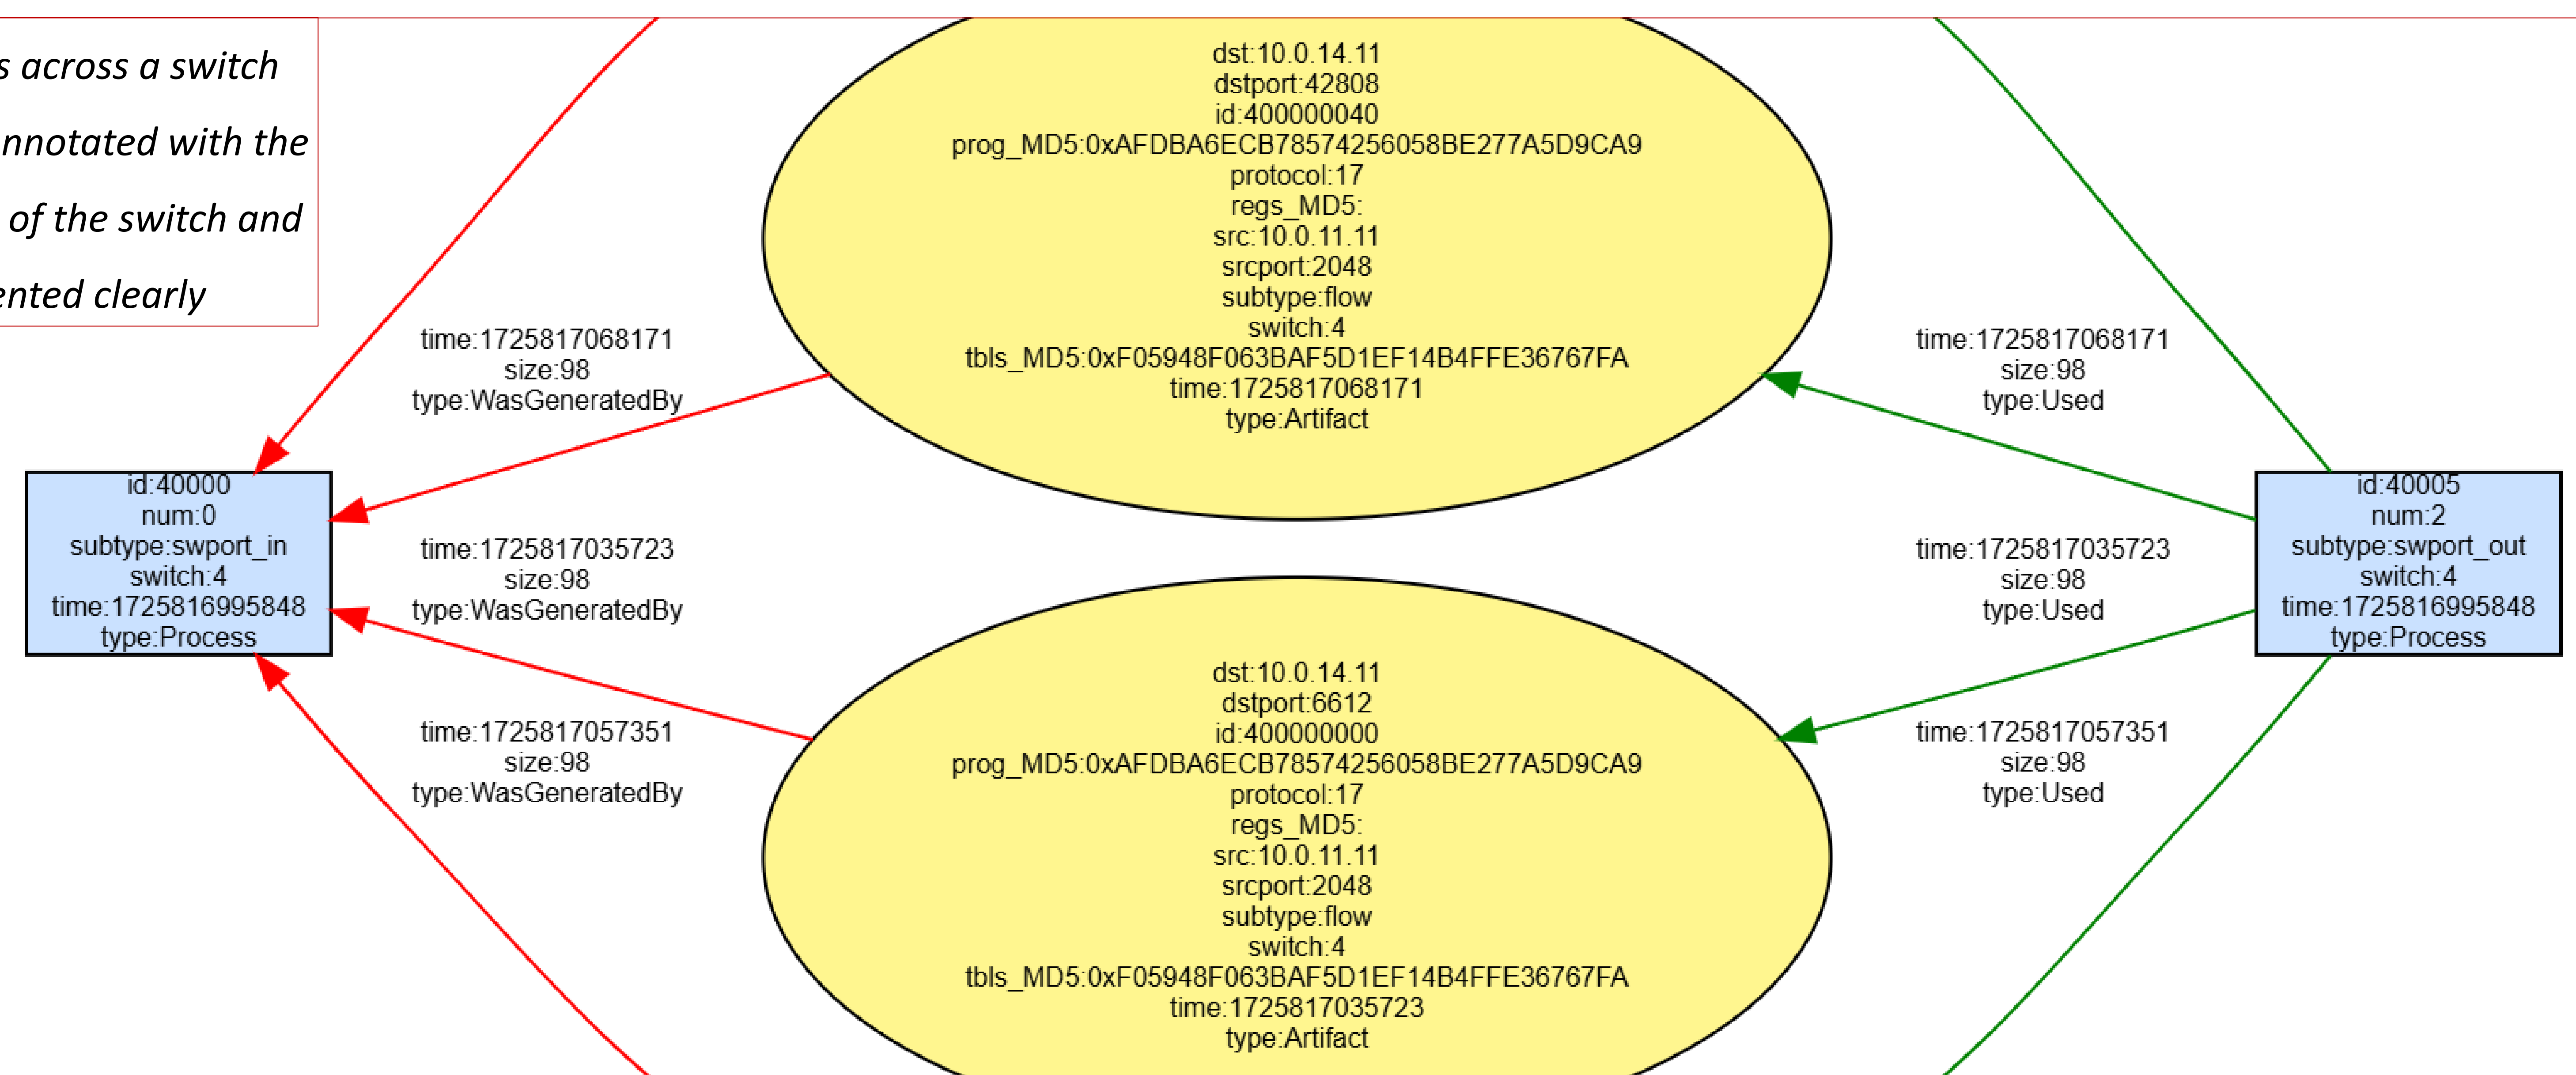 s across a switch
nnotated with the
of the switch and
ented clearly
dst:10.0.14.11
dstport:42808
id:400000040
prog_MD5:0xAFDBA6ECB78574256058BE277A5D9CA9
protocol:17
regs_MD5:
src:10.0.11.11
srcport:2048
subtype:flow
switch:4
tbls_MD5:0xF05948F063BAF5D1EF14B4FFE36767FA
time:1725817068171
type:Artifact
time:1725817068171
size:98
type:WasGeneratedBy
time:1725817068171
size:98
type:Used
id:40000
num:0
subtype:swport_in
switch:4
time:1725816995848
type:Process
time:1725817035723
size:98
type:WasGeneratedBy
time:1725817035723
size:98
type:Used
id:40005
num:2
subtype:swport_out
switch:4
time:1725816995848
type:Process
time:1725817057351
size:98
type:WasGeneratedBy
dst:10.0.14.11
dstport:6612
id:400000000
prog_MD5:0xAFDBA6ECB78574256058BE277A5D9CA9
protocol:17
regs_MD5:
src:10.0.11.11
srcport:2048
subtype:flow
switch:4
tbls_MD5:0xF05948F063BAF5D1EF14B4FFE36767FA
time:1725817035723
type:Artifact
time:1725817057351
size:98
type:Used